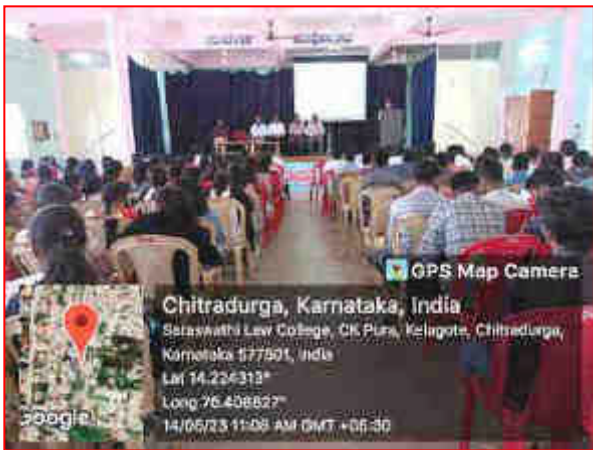 GPS Map Camera
Chitradurga, Karnataka, India
Saraswathi Law College, CK Pura, Kelagote, Chitradurga,
Karnataka 577501, India
Lat 14.224313°
Long 76.408827°
14/06/23 11:08 AM GMT +05:30
Google